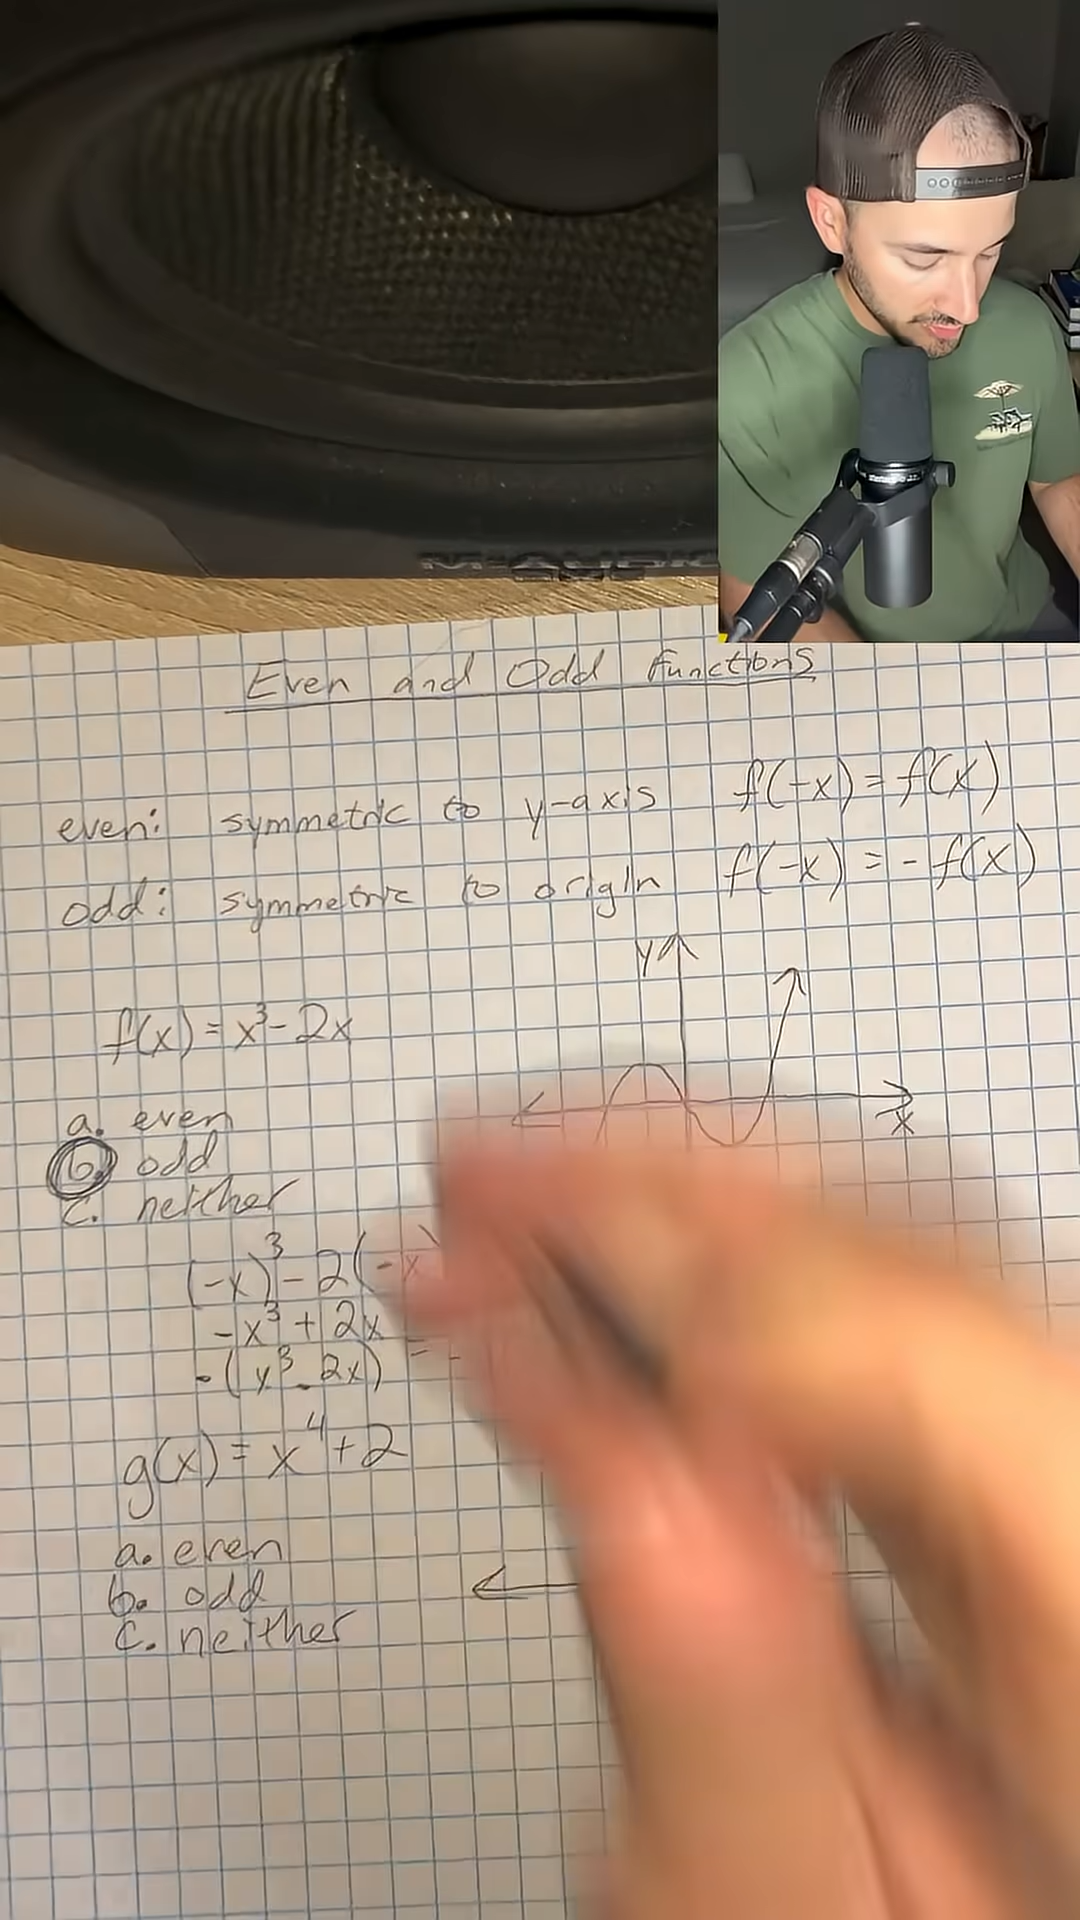 M-AUDIO
Even and Odd Functions
even: symmetric to y-axis f(-x) = f(x)
odd: symmetric to origin f(-x) = - f(x)
y
f(x) = x³ - 2x
x
a. even
b. odd
c. neither
(-x)³ - 2(-x)
-x³ + 2x
-(x³ - 2x) = -
g(x) = x⁴ + 2
a. even
b. odd
c. neither